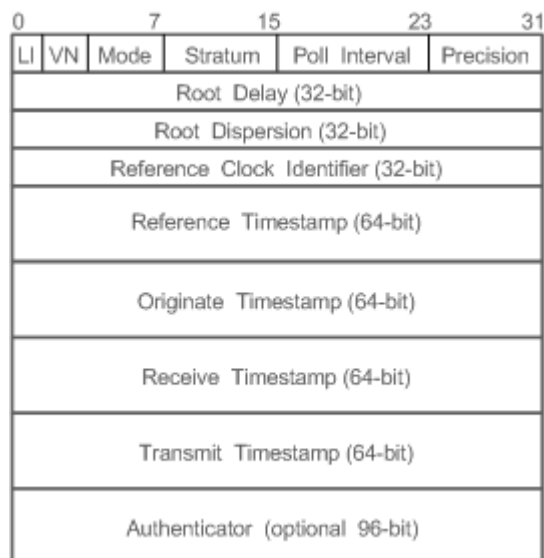 0 7 15 23 31
LI VN Mode Stratum Poll Interval Precision
Root Delay (32-bit)
Root Dispersion (32-bit)
Reference Clock Identifier (32-bit)
Reference Timestamp (64-bit)
Originate Timestamp (64-bit)
Receive Timestamp (64-bit)
Transmit Timestamp (64-bit)
Authenticator (optional 96-bit)